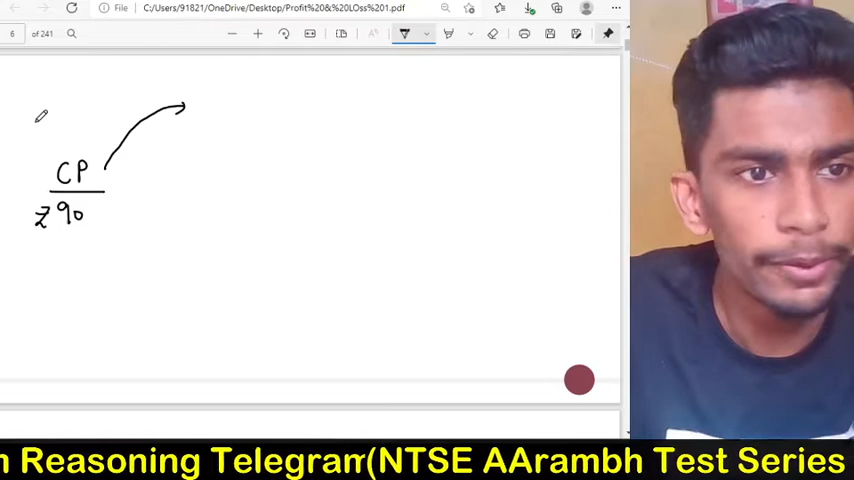 File | C:/Users/91821/OneDrive/Desktop/Profit%20&%20LOss%201.pdf
6 of 241
CP
₹90
n Reasoning Telegram(NTSE AArambh Test Series